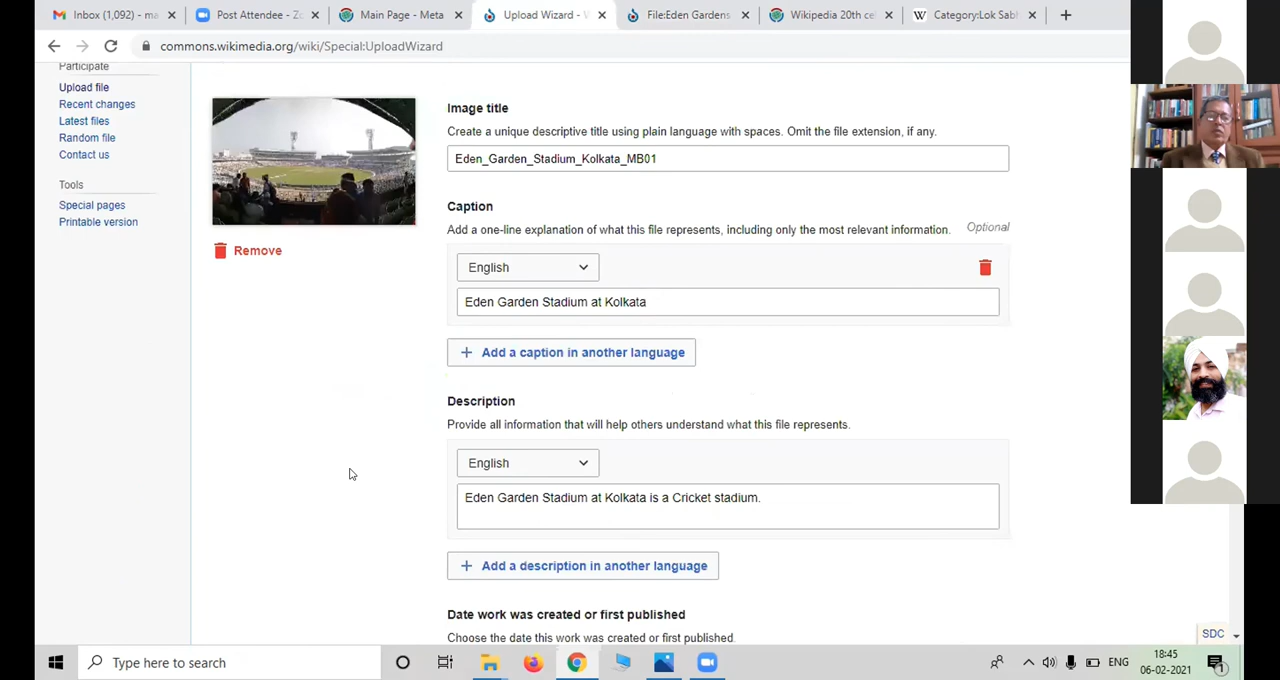 Inbox (1,092) - ma
Post Attendee - Zo
Main Page - Meta
Upload Wizard - W
File:Eden Gardens
Wikipedia 20th cel
Category:Lok Sabh
commons.wikimedia.org/wiki/Special:UploadWizard
Participate
Upload file
Recent changes
Latest files
Random file
Contact us
Tools
Special pages
Printable version
Remove
Image title
Create a unique descriptive title using plain language with spaces. Omit the file extension, if any.
Eden_Garden_Stadium_Kolkata_MB01
Caption
Add a one-line explanation of what this file represents, including only the most relevant information.
Optional
English
Eden Garden Stadium at Kolkata
+ Add a caption in another language
Description
Provide all information that will help others understand what this file represents.
English
Eden Garden Stadium at Kolkata is a Cricket stadium.
+ Add a description in another language
Date work was created or first published
Choose the date this work was created or first published.
SDC
Type here to search
ENG
18:45
06-02-2021
1